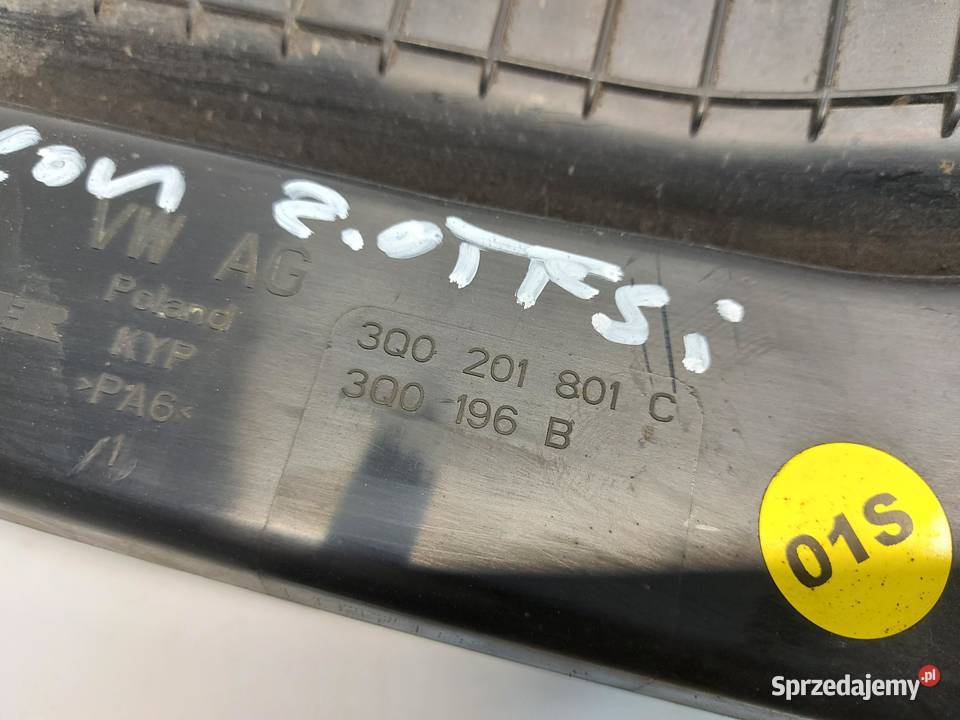 2.0TFSi
VW AG
Poland
KYP
>PA6<
3Q0 201 801 C
3Q0 196 B
01S
Sprzedajemy.pl